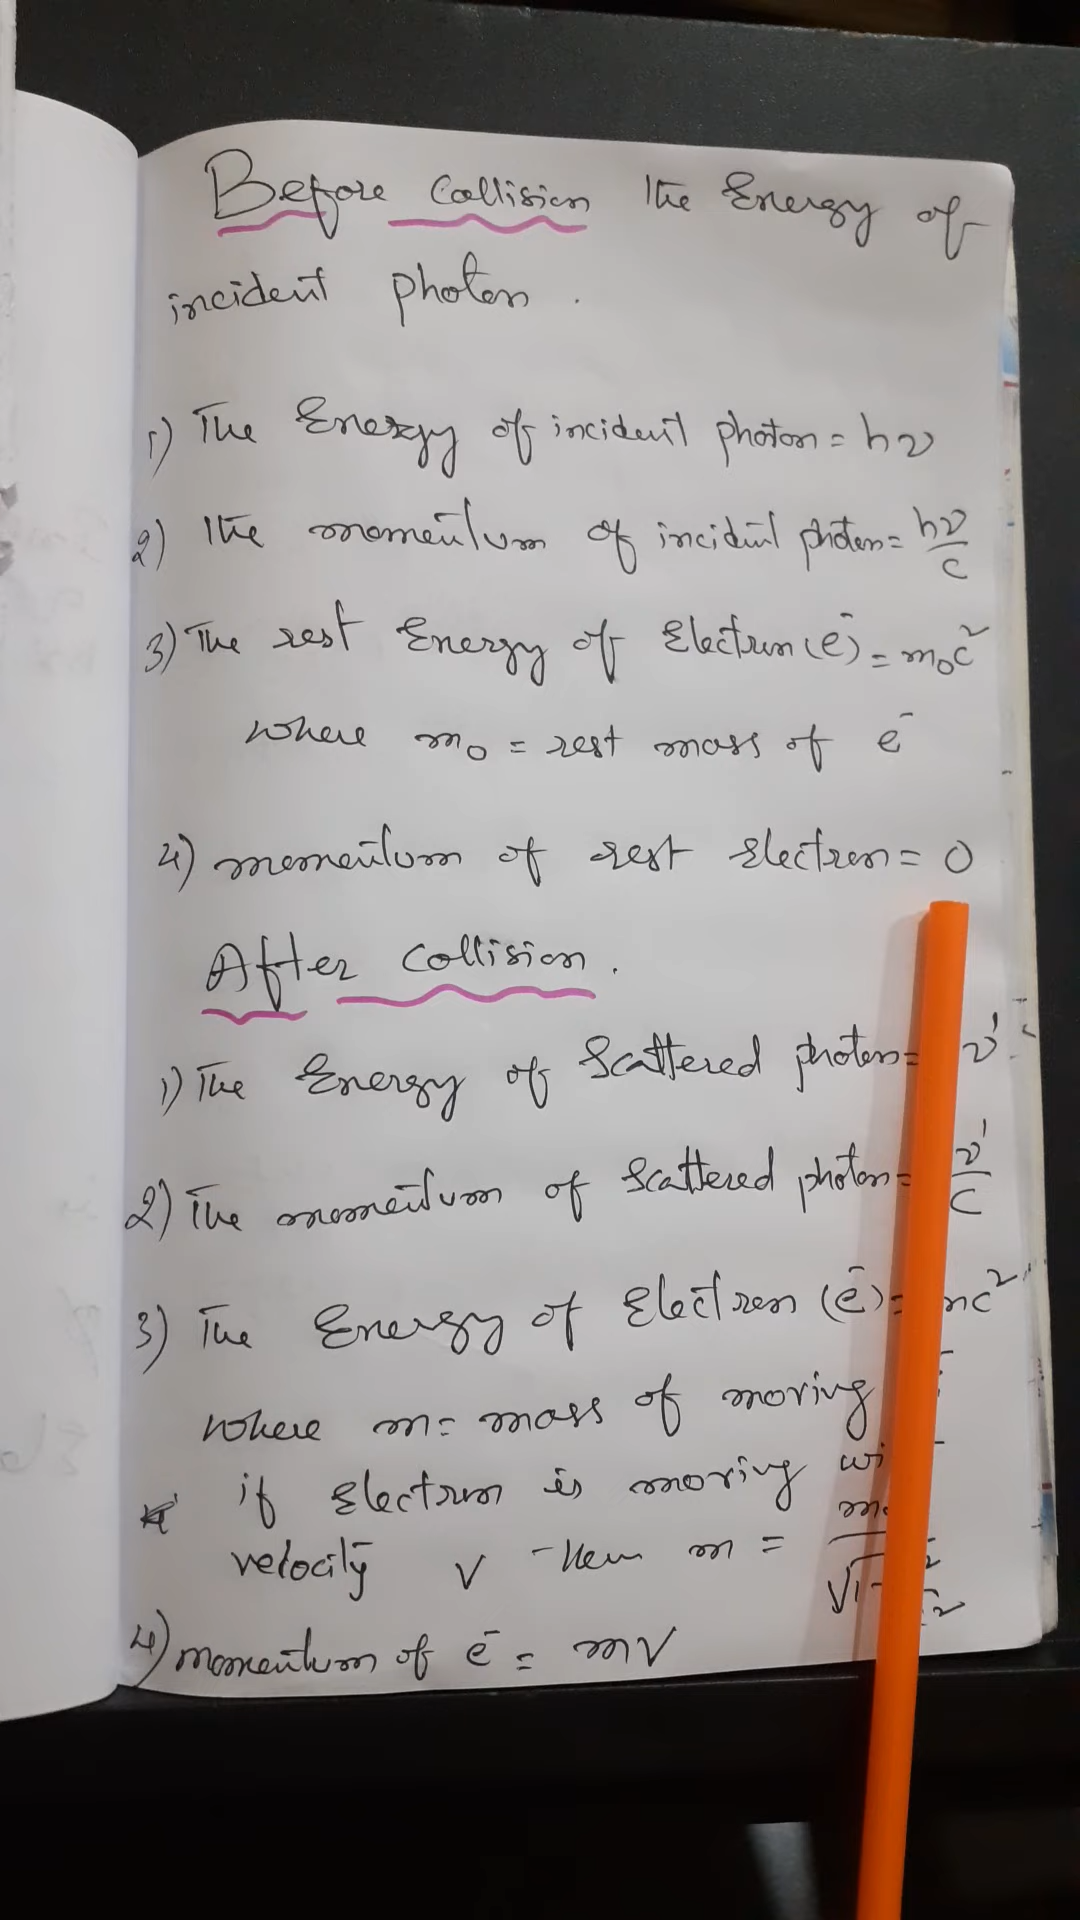 Before Collision the Energy of
incident photon.
1) The Energy of incident photon = hν
2) The momentum of incident photon = hν/c
3) The rest Energy of Electron (e⁻) = m₀c²
where m₀ = rest mass of e⁻
4) momentum of rest electron = 0
After Collision.
1) The Energy of Scattered photon = ν'
2) The momentum of Scattered photon = ν'/c
3) The Energy of Electron (e⁻) = mc²
where m = mass of moving
if Electron is moving wi
velocity v then m =
4) momentum of e⁻ = mv